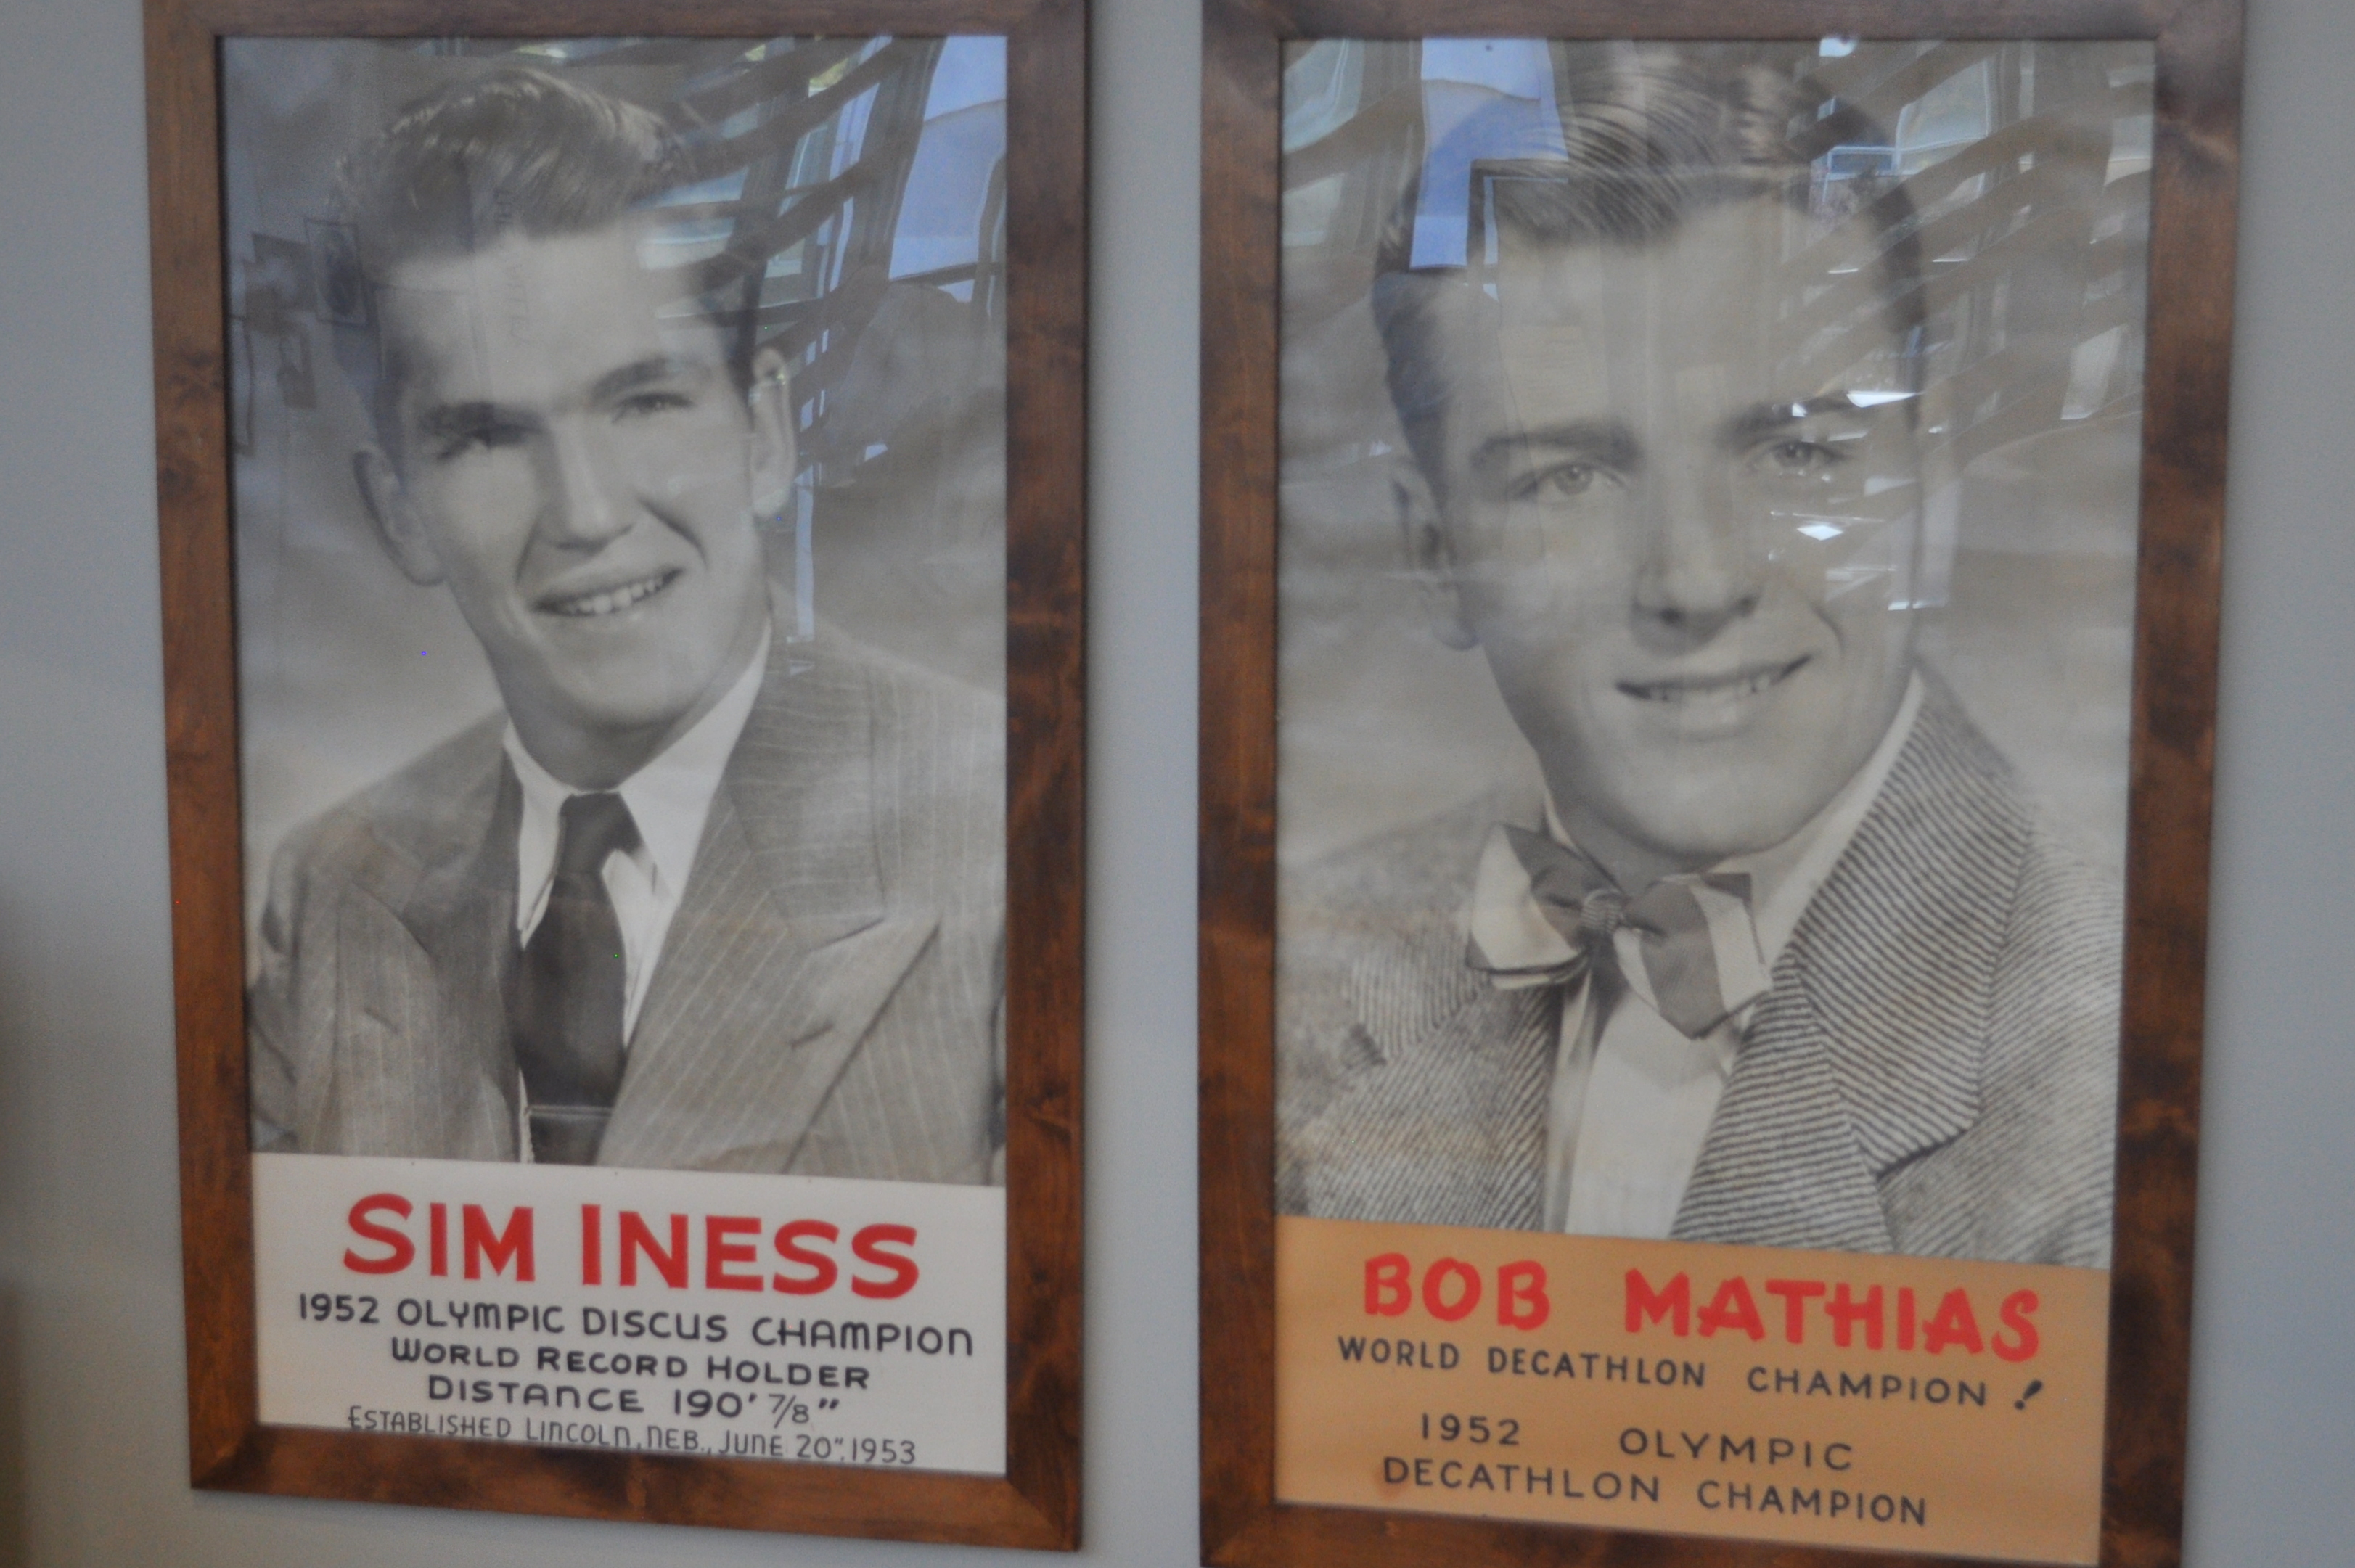 SIM INESS
1952 OLYMPIC DISCUS CHAMPION
WORLD RECORD HOLDER
DISTANCE 190' 7/8"
ESTABLISHED LINCOLN, NEB., JUNE 20", 1953
BOB MATHIAS
WORLD DECATHLON CHAMPION !
1952 OLYMPIC
DECATHLON CHAMPION